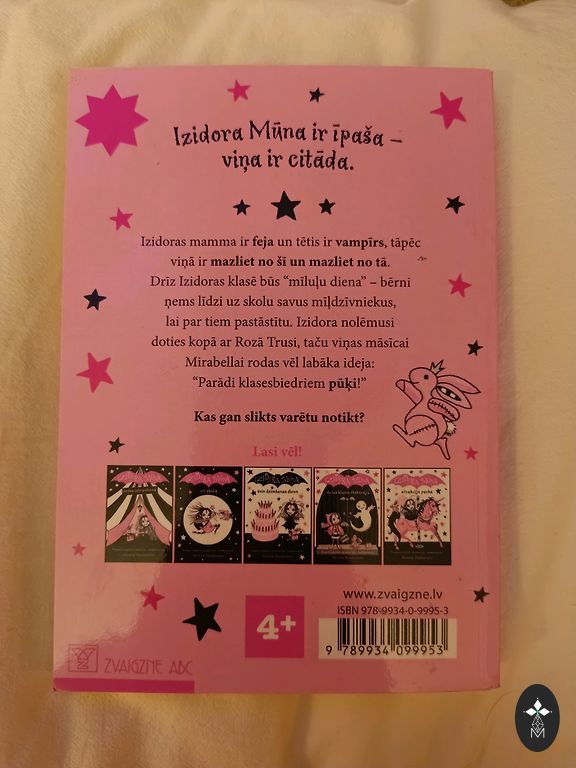 Izidora Mūna ir īpaša –
viņa ir citāda.
Izidoras mamma ir feja un tētis ir vampīrs, tāpēc
viņā ir mazliet no šī un mazliet no tā.
Drīz Izidoras klasē būs “mīluļu diena” – bērni
ņems līdzi uz skolu savus mīļdzīvniekus,
lai par tiem pastāstītu. Izidora nolēmusi
doties kopā ar Rozā Trusi, taču viņas māsīcai
Mirabellai rodas vēl labāka ideja:
“Parādi klasesbiedriem pūķi!”
Kas gan slikts varētu notikt?
Lasi vēl!
www.zvaigzne.lv
ISBN 978-9934-0-9995-3
4+
9 789934 099953
ZVAIGZNE ABC
M